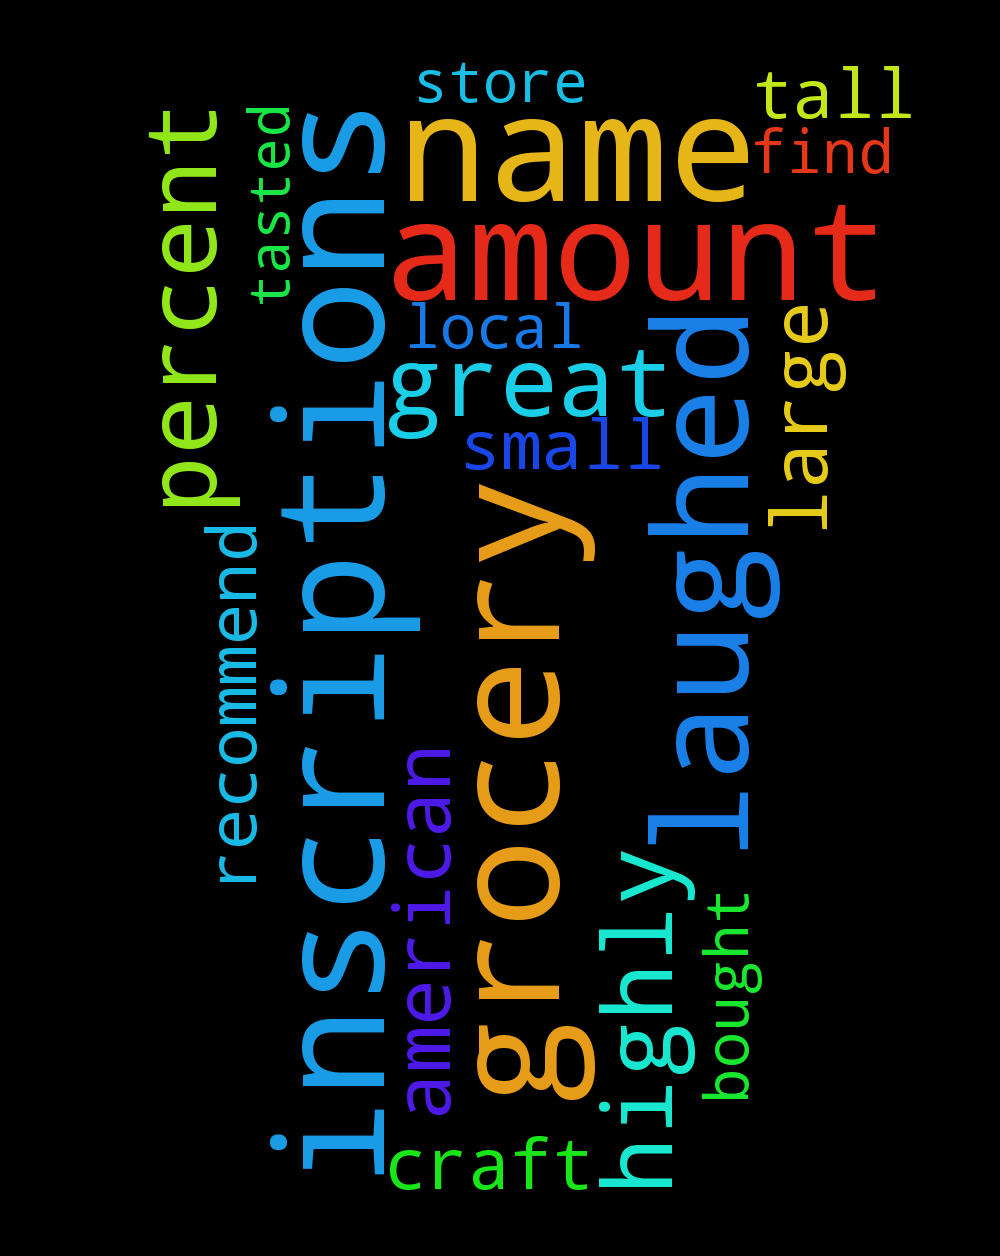 store
tall
name
find
percent
tasted
inscriptions
amount
local
laughed
large
great
small
grocery
recommend
american
highly
bought
craft